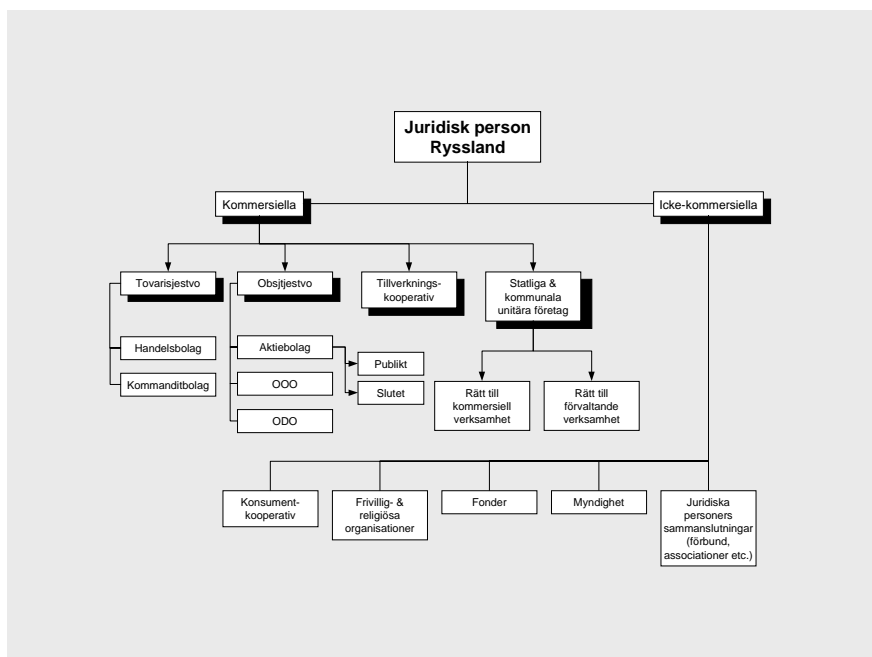 Juridisk person
Ryssland
Kommersiella
Icke-kommersiella
Tovarisjestvo
Obsjtjestvo
Tillverknings-
kooperativ
Statliga &
kommunala
unitära företag
Handelsbolag
Kommanditbolag
Aktiebolag
OOO
ODO
Publikt
Slutet
Rätt till
kommersiell
verksamhet
Rätt till
förvaltande
verksamhet
Konsument-
kooperativ
Frivillig- &
religiösa
organisationer
Fonder
Myndighet
Juridiska
personers
sammanslutningar
(förbund,
associationer etc.)